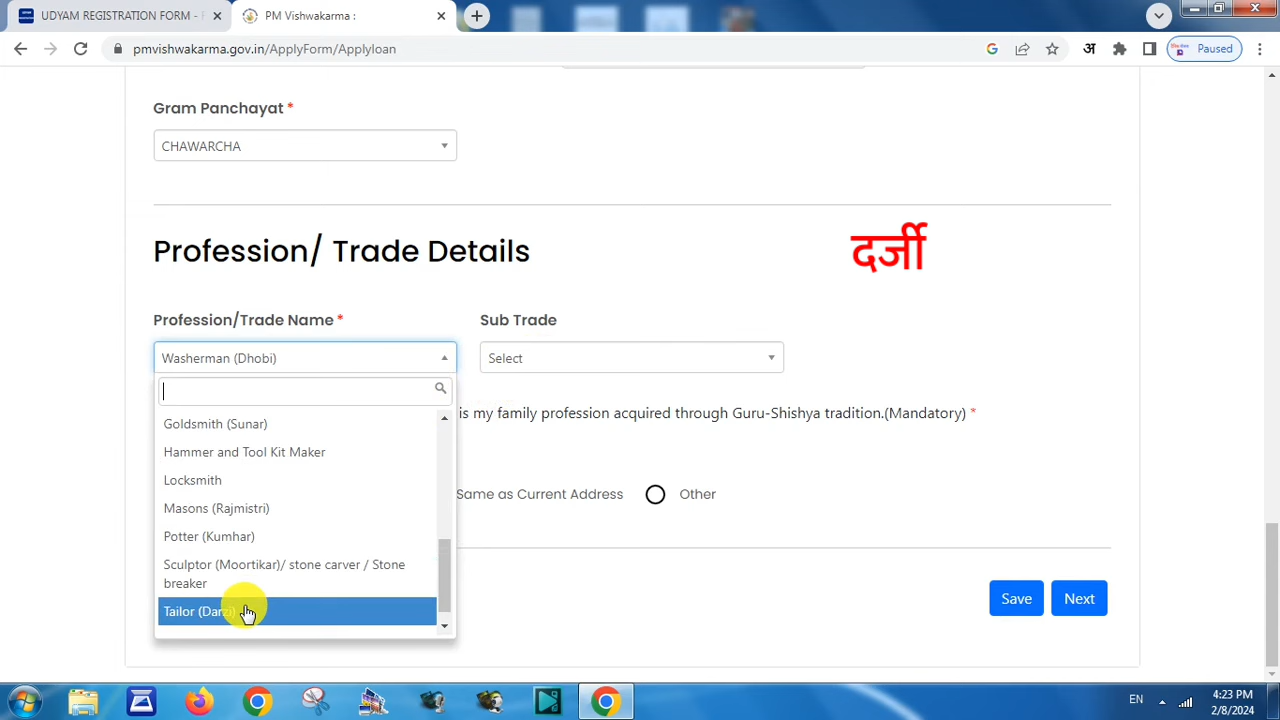 UDYAM REGISTRATION FORM - F
PM Vishwakarma :
pmvishwakarma.gov.in/ApplyForm/Applyloan
अ
Paused
Gram Panchayat *
CHAWARCHA
Profession/ Trade Details
दर्जी
Profession/Trade Name *
Sub Trade
Washerman (Dhobi)
Select
Goldsmith (Sunar)
is my family profession acquired through Guru-Shishya tradition.(Mandatory) *
Hammer and Tool Kit Maker
Locksmith
Same as Current Address
Other
Masons (Rajmistri)
Potter (Kumhar)
Sculptor (Moortikar)/ stone carver / Stone
breaker
Tailor (Darzi)
Save
Next
EN
4:23 PM
2/8/2024